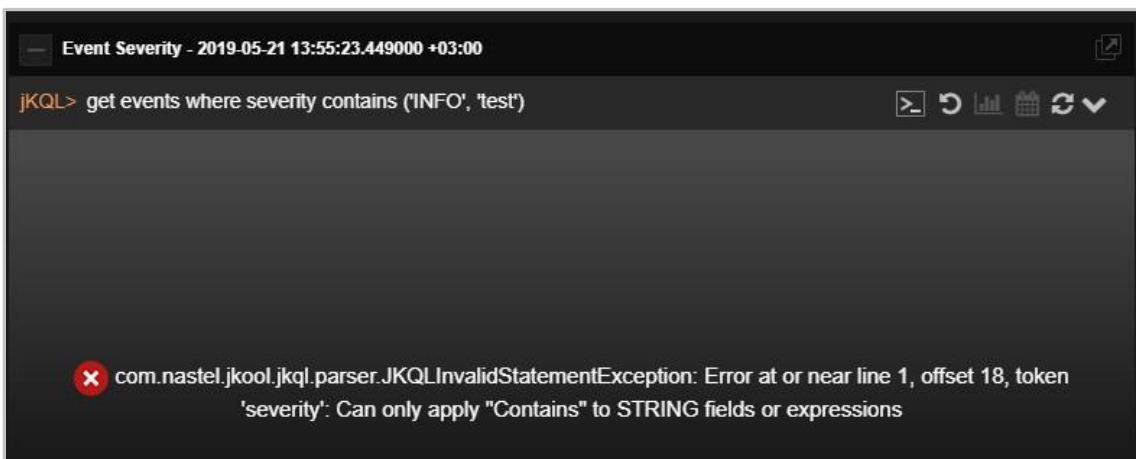 Event Severity - 2019-05-21 13:55:23.449000 +03:00
jKQL> get events where severity contains ('INFO', 'test')
com.nastel.jkool.jkql.parser.JKQLInvalidStatementException: Error at or near line 1, offset 18, token
'severity': Can only apply "Contains" to STRING fields or expressions